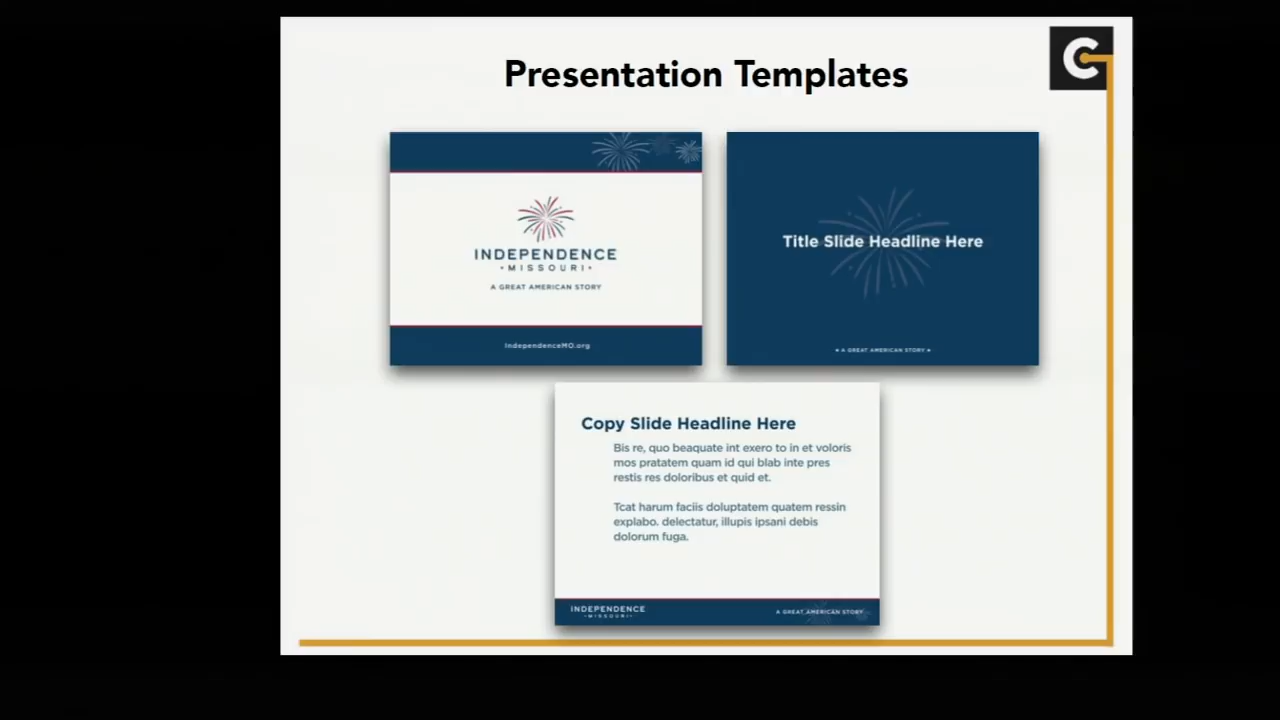 Presentation Templates
INDEPENDENCE
• MISSOURI •
A GREAT AMERICAN STORY
IndependenceMO.org
Title Slide Headline Here
★ A GREAT AMERICAN STORY ★
Copy Slide Headline Here
Bis re, quo beaquate int exero to in et voloris
mos pratatem quam id qui blab inte pres
restis res doloribus et quid et.
Tcat harum faciis doluptatem quatem ressin
explabo. delectatur, illupis ipsani debis
dolorum fuga.
INDEPENDENCE
• MISSOURI •
A GREAT AMERICAN STORY